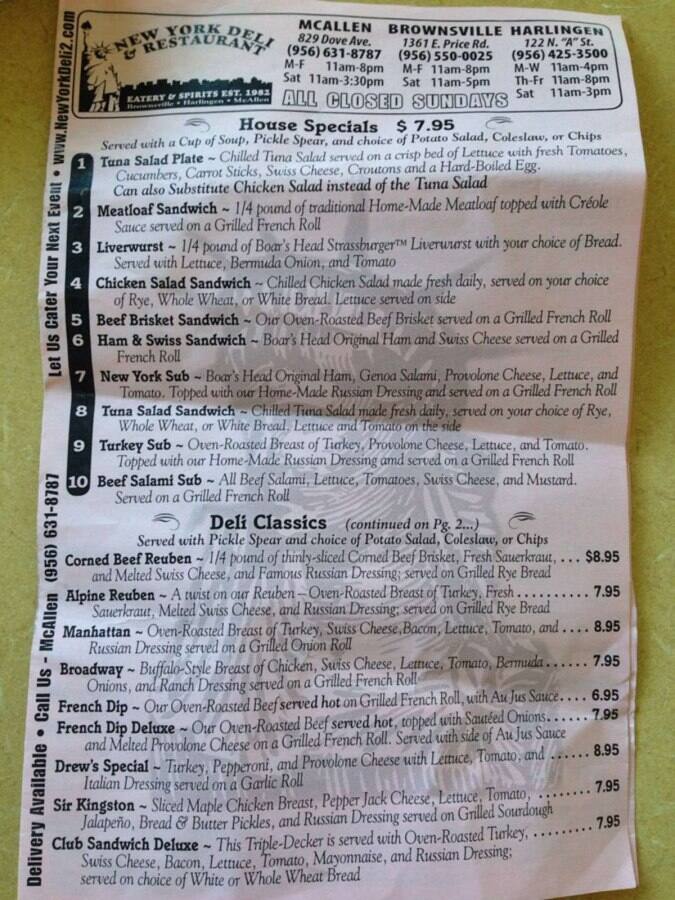 NEW YORK DELI
& RESTAURANT
EATERY & SPIRITS EST. 1982
Brownsville • Harlingen • McAllen
MCALLEN
829 Dove Ave.
(956) 631-8787
M-F 11am-8pm
Sat 11am-3:30pm
BROWNSVILLE
1361 E. Price Rd.
(956) 550-0025
M-F 11am-8pm
Sat 11am-5pm
HARLINGEN
122 N. "A" St.
(956) 425-3500
M-W 11am-4pm
Th-Fr 11am-8pm
Sat 11am-3pm
ALL CLOSED SUNDAYS
House Specials $ 7.95
Served with a Cup of Soup, Pickle Spear, and choice of Potato Salad, Coleslaw, or Chips
1 Tuna Salad Plate ~ Chilled Tuna Salad served on a crisp bed of Lettuce with fresh Tomatoes,
Cucumbers, Carrot Sticks, Swiss Cheese, Croutons and a Hard-Boiled Egg.
Can also Substitute Chicken Salad instead of the Tuna Salad
2 Meatloaf Sandwich ~ 1/4 pound of traditional Home-Made Meatloaf topped with Créole
Sauce served on a Grilled French Roll
3 Liverwurst ~ 1/4 pound of Boar's Head Strassburger™ Liverwurst with your choice of Bread.
Served with Lettuce, Bermuda Onion, and Tomato
4 Chicken Salad Sandwich ~ Chilled Chicken Salad made fresh daily, served on your choice
of Rye, Whole Wheat, or White Bread. Lettuce served on side
5 Beef Brisket Sandwich ~ Our Oven-Roasted Beef Brisket served on a Grilled French Roll
6 Ham & Swiss Sandwich ~ Boar's Head Original Ham and Swiss Cheese served on a Grilled
French Roll
7 New York Sub ~ Boar's Head Original Ham, Genoa Salami, Provolone Cheese, Lettuce, and
Tomato. Topped with our Home-Made Russian Dressing and served on a Grilled French Roll
8 Tuna Salad Sandwich ~ Chilled Tuna Salad made fresh daily, served on your choice of Rye,
Whole Wheat, or White Bread. Lettuce and Tomato on the side
9 Turkey Sub ~ Oven-Roasted Breast of Turkey, Provolone Cheese, Lettuce, and Tomato.
Topped with our Home-Made Russian Dressing amd served on a Grilled French Roll
10 Beef Salami Sub ~ All Beef Salami, Lettuce, Tomatoes, Swiss Cheese, and Mustard.
Served on a Grilled French Roll
Deli Classics (continued on Pg. 2...)
Served with Pickle Spear and choice of Potato Salad, Coleslaw, or Chips
Corned Beef Reuben ~ 1/4 pound of thinly-sliced Corned Beef Brisket, Fresh Sauerkraut, ... $8.95
and Melted Swiss Cheese, and Famous Russian Dressing; served on Grilled Rye Bread
Alpine Reuben ~ A twist on our Reuben – Oven-Roasted Breast of Turkey, Fresh .......... 7.95
Sauerkraut, Melted Swiss Cheese, and Russian Dressing; served on Grilled Rye Bread
Manhattan ~ Oven-Roasted Breast of Turkey, Swiss Cheese, Bacon, Lettuce, Tomato, and .... 8.95
Russian Dressing served on a Grilled Onion Roll
Broadway ~ Buffalo-Style Breast of Chicken, Swiss Cheese, Lettuce, Tomato, Bermuda...... 7.95
Onions, and Ranch Dressing served on a Grilled French Roll
French Dip ~ Our Oven-Roasted Beef served hot on Grilled French Roll, with Au Jus Sauce.... 6.95
French Dip Deluxe ~ Our Oven-Roasted Beef served hot, topped with Sautéed Onions...... 7.95
and Melted Provolone Cheese on a Grilled French Roll. Served with side of Au Jus Sauce
Drew's Special ~ Turkey, Pepperoni, and Provolone Cheese with Lettuce, Tomato, and ...... 8.95
Italian Dressing served on a Garlic Roll
Sir Kingston ~ Sliced Maple Chicken Breast, Pepper Jack Cheese, Lettuce, Tomato, ....... 7.95
Jalapeño, Bread & Butter Pickles, and Russian Dressing served on Grilled Sourdough
Club Sandwich Deluxe ~ This Triple-Decker is served with Oven-Roasted Turkey, ......... 7.95
Swiss Cheese, Bacon, Lettuce, Tomato, Mayonnaise, and Russian Dressing;
served on choice of White or Whole Wheat Bread
Delivery Available • Call Us - McAllen (956) 631-8787
Let Us Cater Your Next Event • www.NewYorkDeli2.com •